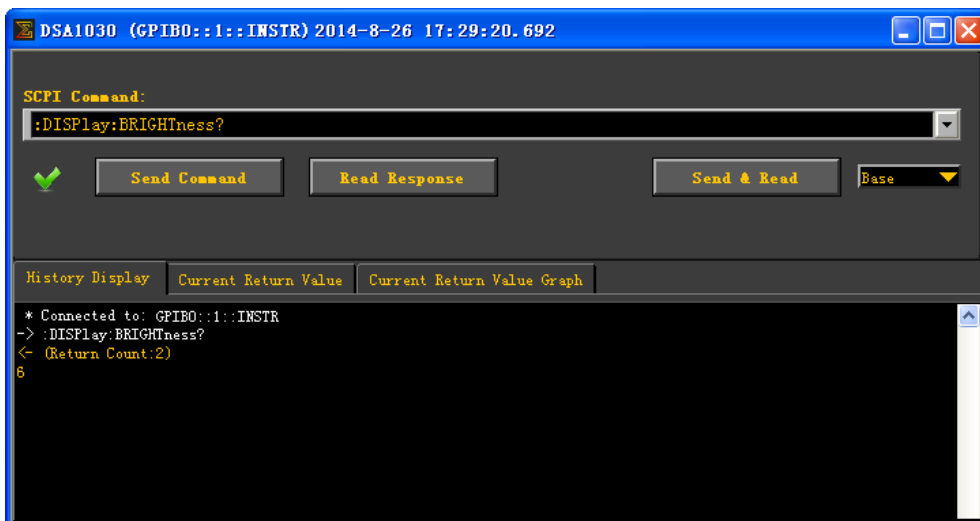 DSA1030 (GPIB0::1::INSTR) 2014-8-26 17:29:20.692
SCPI Command:
:DISPlay:BRIGHTness?
Send Command
Read Response
Send & Read
Base
History Display
Current Return Value
Current Return Value Graph
* Connected to: GPIB0::1::INSTR
-> :DISPlay:BRIGHTness?
<- (Return Count:2)
6